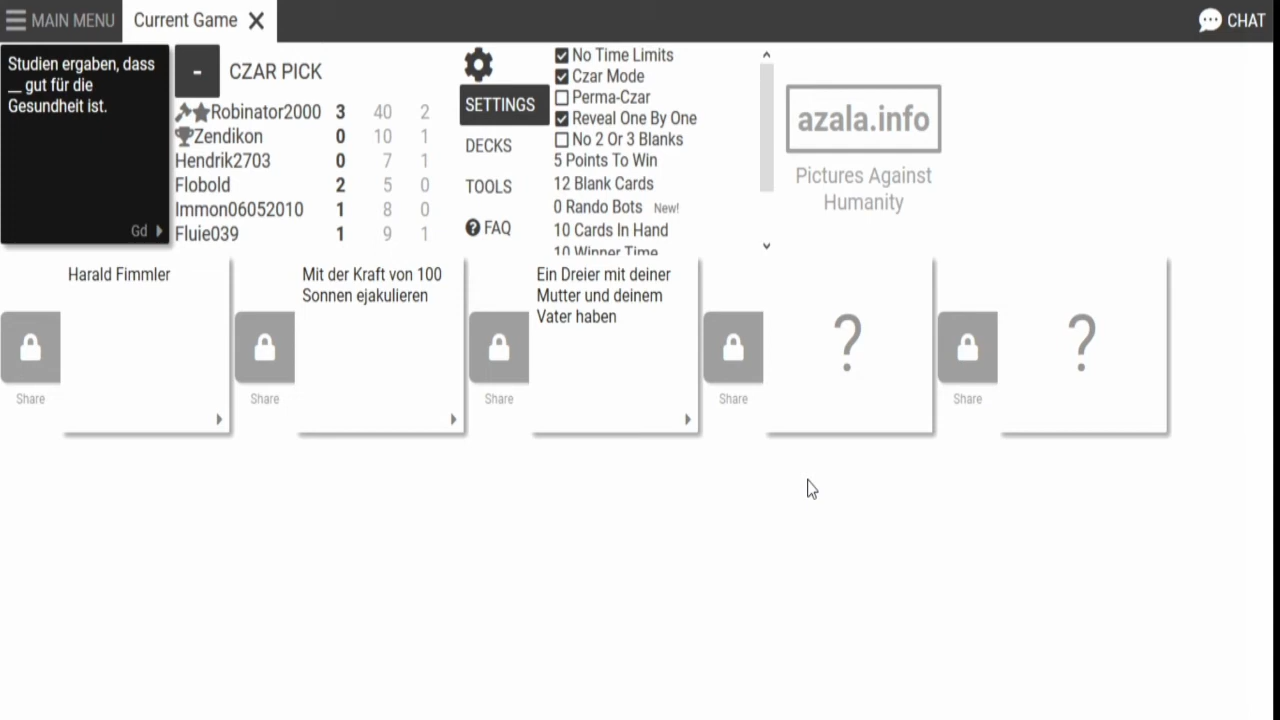 MAIN MENU
Current Game
CHAT
Studien ergaben, dass
__ gut für die
Gesundheit ist.
Gd
-
CZAR PICK
Robinator2000 3 40 2
Zendikon 0 10 1
Hendrik2703 0 7 1
Flobold 2 5 0
Immon06052010 1 8 0
Fluie039 1 9 1
SETTINGS
DECKS
TOOLS
? FAQ
No Time Limits
Czar Mode
Perma-Czar
Reveal One By One
No 2 Or 3 Blanks
5 Points To Win
12 Blank Cards
0 Rando Bots New!
10 Cards In Hand
10 Winner Time
azala.info
Pictures Against
Humanity
Harald Fimmler
Share
Mit der Kraft von 100
Sonnen ejakulieren
Share
Ein Dreier mit deiner
Mutter und deinem
Vater haben
Share
?
Share
?
Share